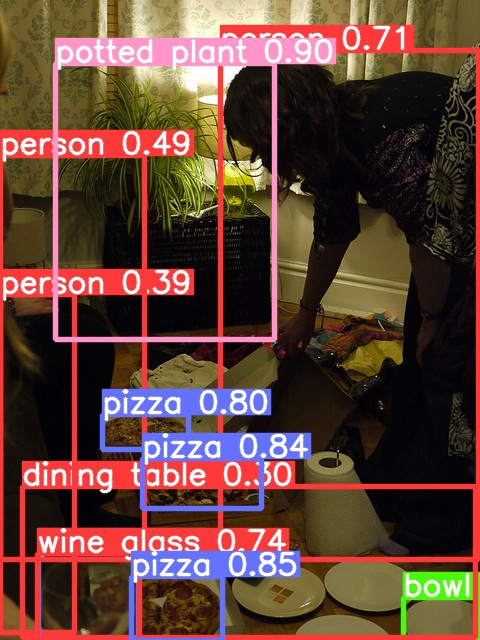 person 0.71
potted plant 0.90
person 0.49
person 0.39
pizza 0.80
pizza 0.84
dining table 0.30
wine glass 0.74
pizza 0.85
bowl